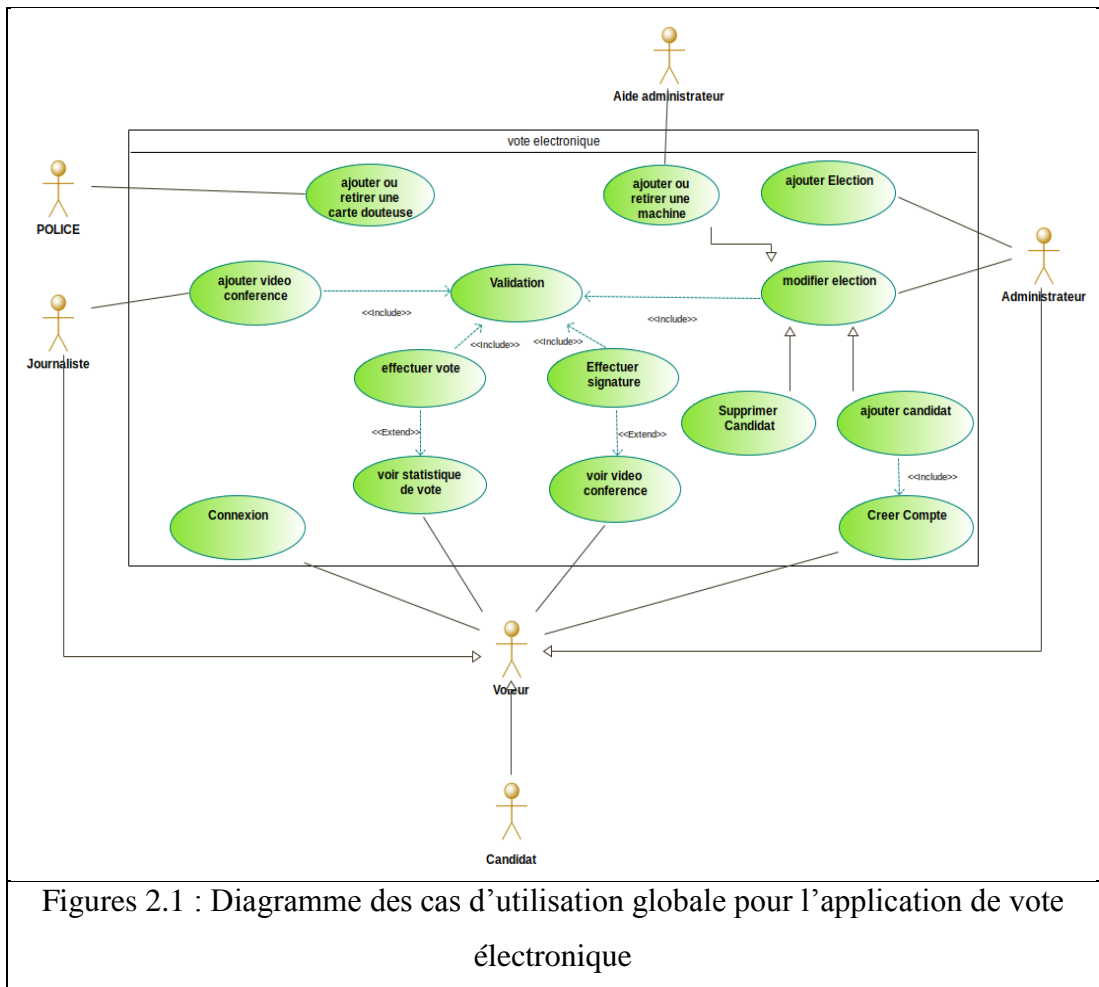 Aide administrateur
vote electronique
POLICE
ajouter ou
retirer une
carte douteuse
ajouter ou
retirer une
machine
ajouter Election
Administrateur
Journaliste
ajouter video
conference
Validation
modifier election
<<Include>>
<<Include>>
<<Include>>
<<Include>>
effectuer vote
Effectuer
signature
Supprimer
Candidat
ajouter candidat
<<Extend>>
<<Extend>>
<<Include>>
voir statistique
de vote
voir video
conference
Connexion
Creer Compte
Voteur
Candidat
Figures 2.1 : Diagramme des cas d’utilisation globale pour l’application de vote
électronique